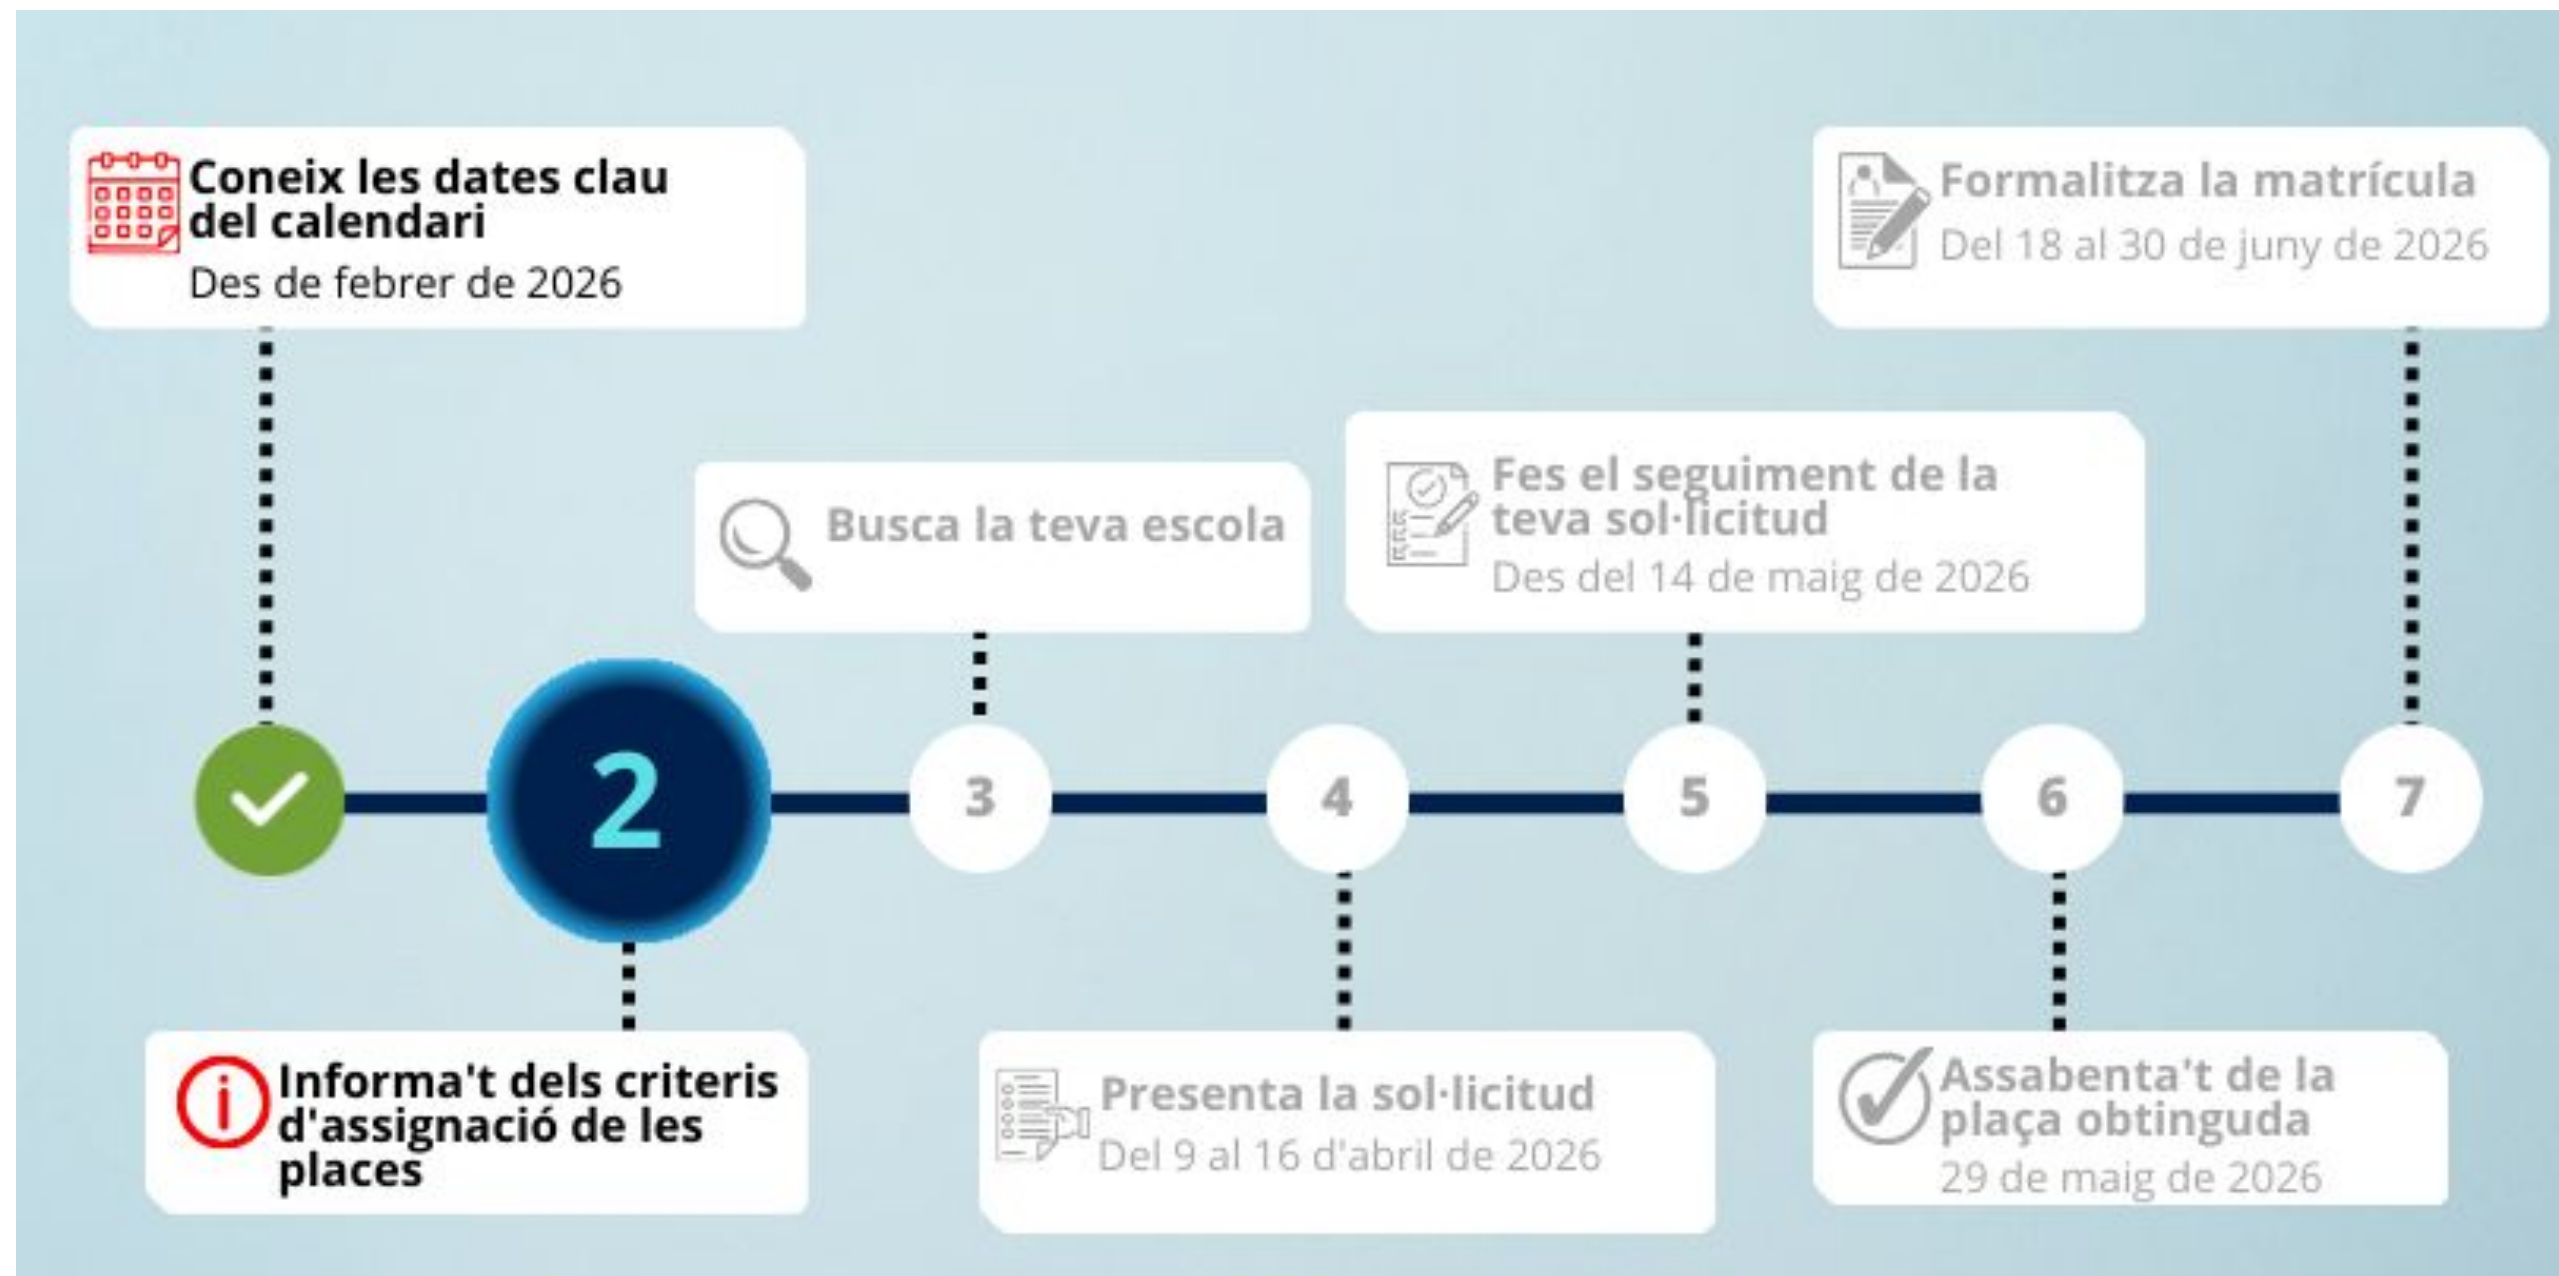 Coneix les dates clau
del calendari
Des de febrer de 2026
Formalitza la matrícula
Del 18 al 30 de juny de 2026
Busca la teva escola
Fes el seguiment de la
teva sol·licitud
Des del 14 de maig de 2026
2
3
4
5
6
7
Informa't dels criteris
d'assignació de les
places
Presenta la sol·licitud
Del 9 al 16 d'abril de 2026
Assabenta't de la
plaça obtinguda
29 de maig de 2026